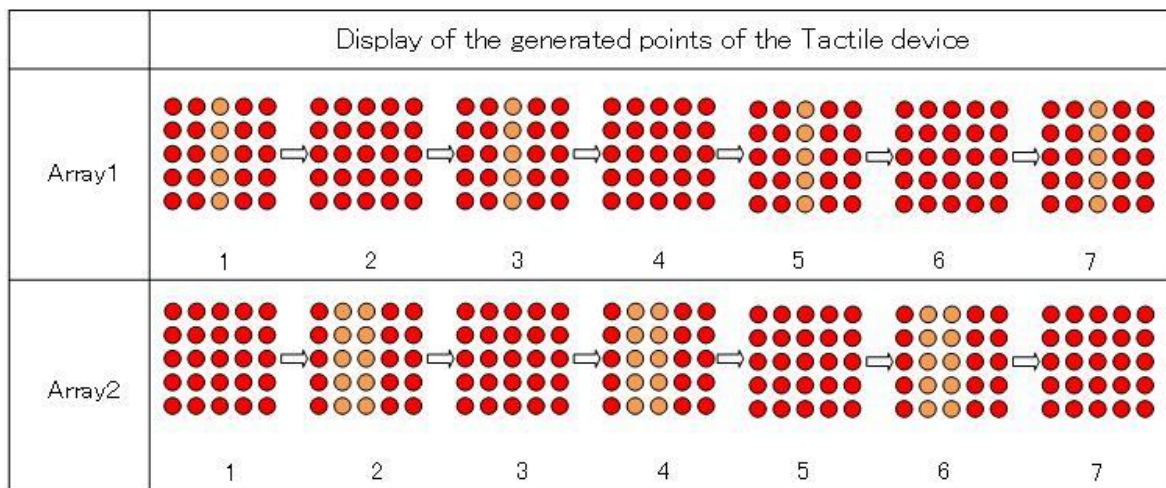 Display of the generated points of the Tactile device
Array1
1 2 3 4 5 6 7
Array2
1 2 3 4 5 6 7